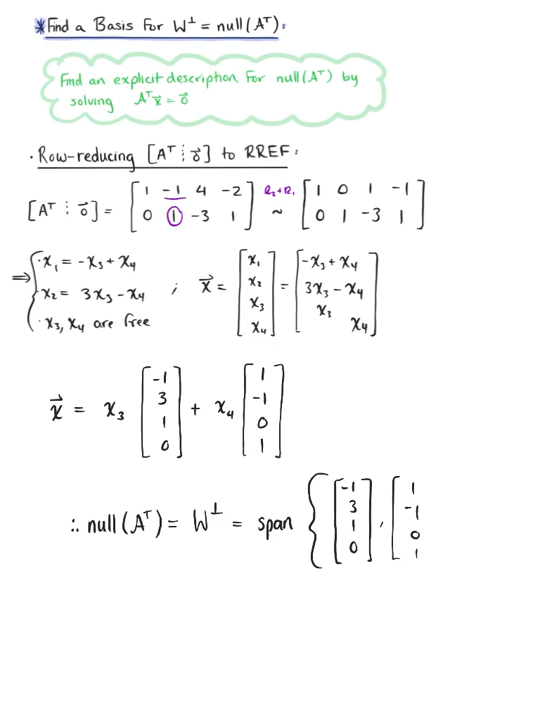 *Find a Basis for W⊥ = null(Aᵀ):
Find an explicit description for null(Aᵀ) by
solving Aᵀx⃗ = o⃗
· Row-reducing [Aᵀ ⋮ o⃗] to RREF:
[Aᵀ ⋮ o⃗] = [1 -1 4 -2; 0 1 -3 1] R₂+R₁ ~ [1 0 1 -1; 0 1 -3 1]
⇒ { · x₁ = -x₃ + x₄
· x₂ = 3x₃ - x₄ ; x⃗ = [x₁; x₂; x₃; x₄] = [-x₃ + x₄; 3x₃ - x₄; x₃; x₄]
· x₃, x₄ are free
x⃗ = x₃ [-1; 3; 1; 0] + x₄ [1; -1; 0; 1]
∴ null(Aᵀ) = W⊥ = span { [-1; 3; 1; 0], [1; -1; 0; 1